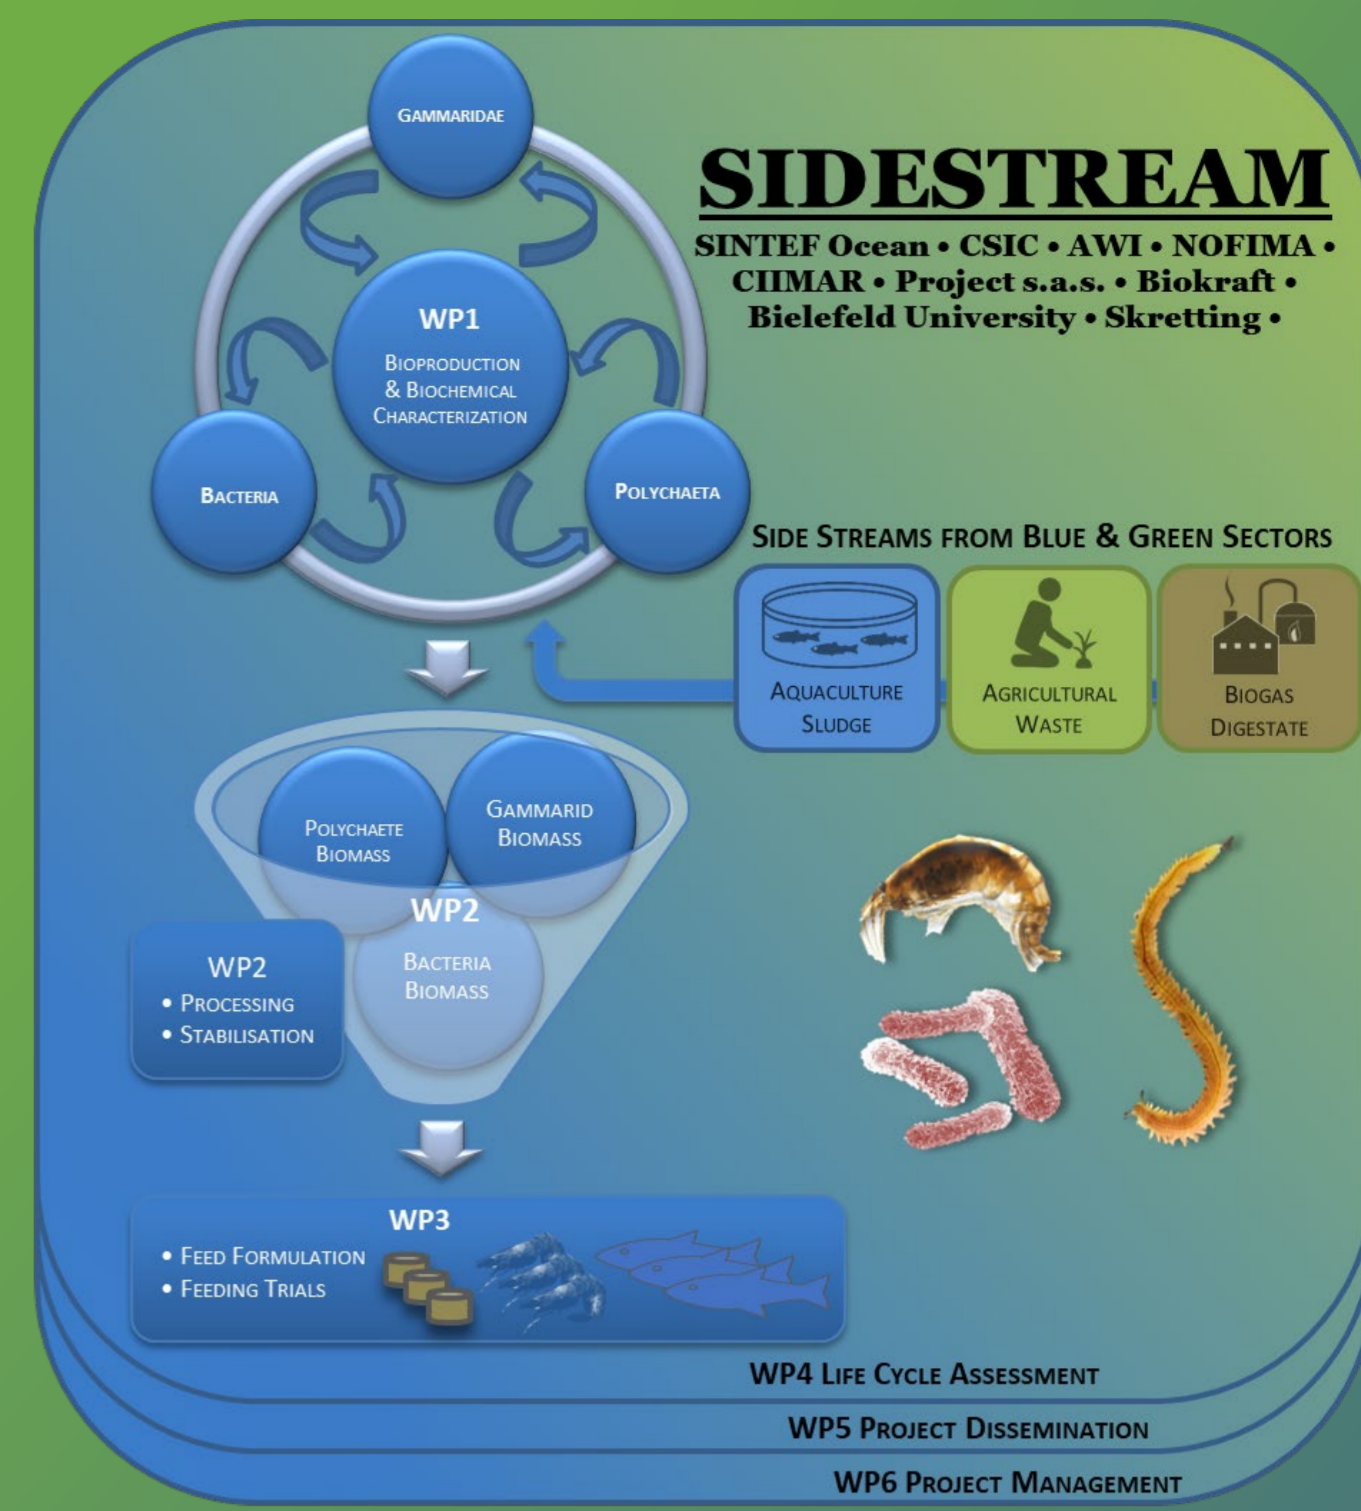 GAMMARIDAE
SIDESTREAM
SINTEF Ocean • CSIC • AWI • NOFIMA •
CIIMAR • Project s.a.s. • Biokraft •
Bielefeld University • Skretting •
WP1
BIOPRODUCTION
& BIOCHEMICAL
CHARACTERIZATION
BACTERIA
POLYCHAETA
SIDE STREAMS FROM BLUE & GREEN SECTORS
AQUACULTURE
SLUDGE
AGRICULTURAL
WASTE
BIOGAS
DIGESTATE
POLYCHAETE
BIOMASS
GAMMARID
BIOMASS
WP2
BACTERIA
BIOMASS
WP2
• PROCESSING
• STABILISATION
WP3
• FEED FORMULATION
• FEEDING TRIALS
WP4 LIFE CYCLE ASSESSMENT
WP5 PROJECT DISSEMINATION
WP6 PROJECT MANAGEMENT